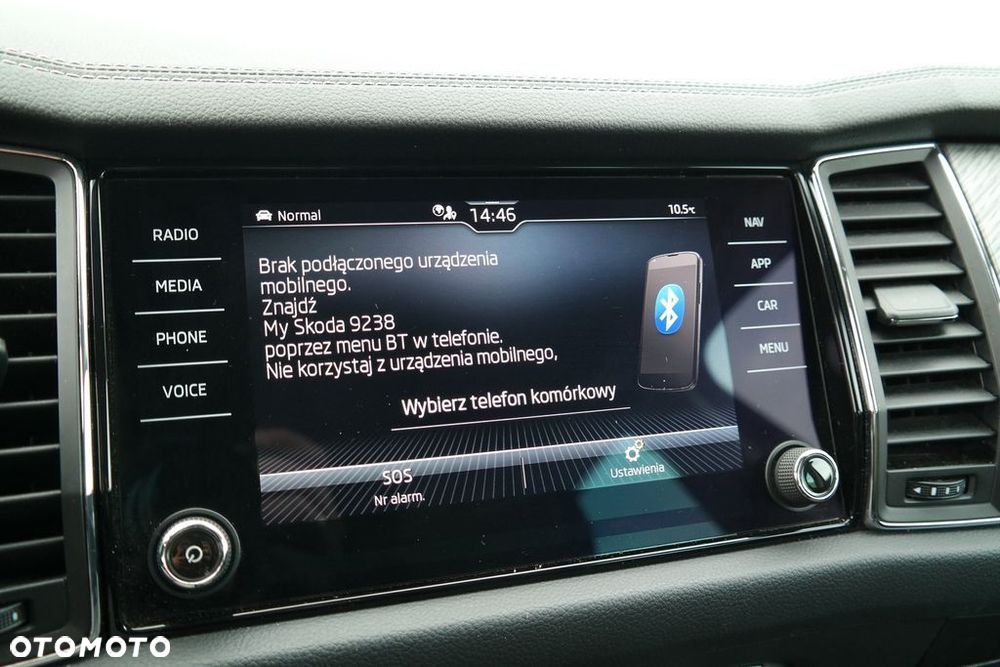 RADIO
MEDIA
PHONE
VOICE
Normal
14:46
10.5°C
Brak podłączonego urządzenia
mobilnego.
Znajdź
My Skoda 9238
poprzez menu BT w telefonie.
Nie korzystaj z urządzenia mobilnego,
Wybierz telefon komórkowy
SOS
Nr alarm.
Ustawienia
NAV
APP
CAR
MENU
OTOMOTO